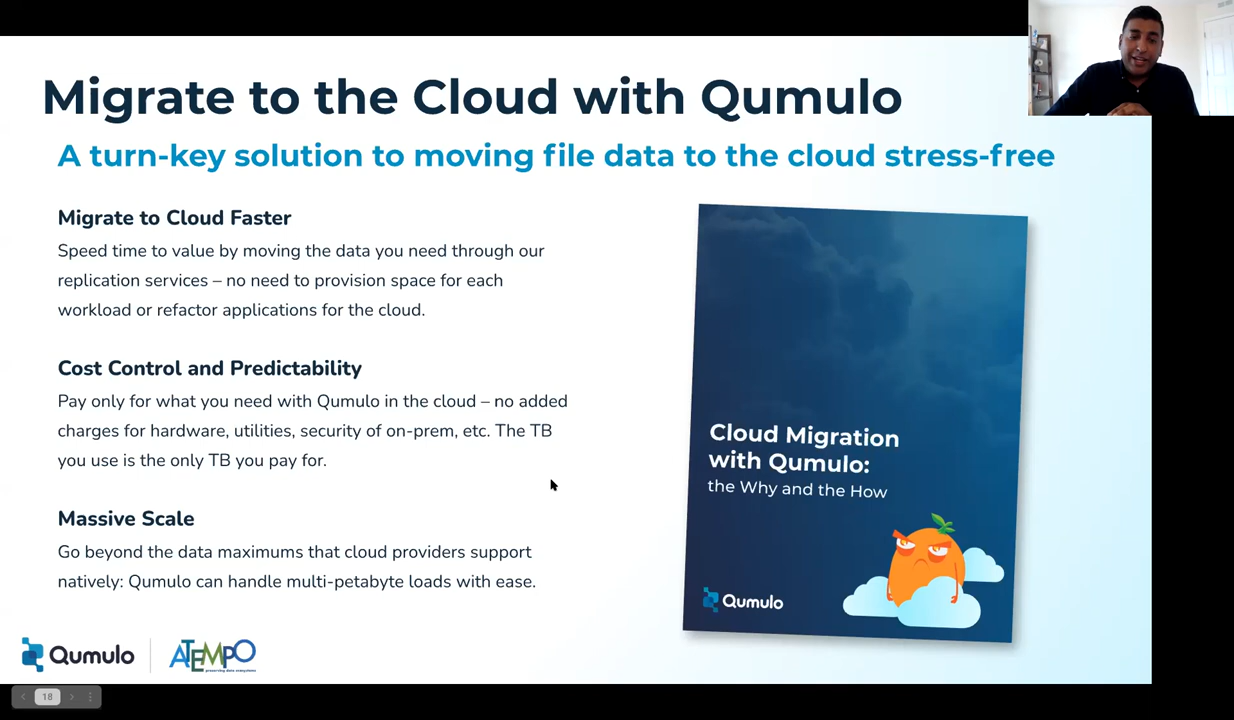 Migrate to the Cloud with Qumulo
A turn-key solution to moving file data to the cloud stress-free
Migrate to Cloud Faster
Speed time to value by moving the data you need through our
replication services – no need to provision space for each
workload or refactor applications for the cloud.
Cost Control and Predictability
Pay only for what you need with Qumulo in the cloud – no added
charges for hardware, utilities, security of on-prem, etc. The TB
you use is the only TB you pay for.
Massive Scale
Go beyond the data maximums that cloud providers support
natively: Qumulo can handle multi-petabyte loads with ease.
Cloud Migration
with Qumulo:
the Why and the How
Qumulo
Qumulo
ATEMPO
preserving data ecosystems
18